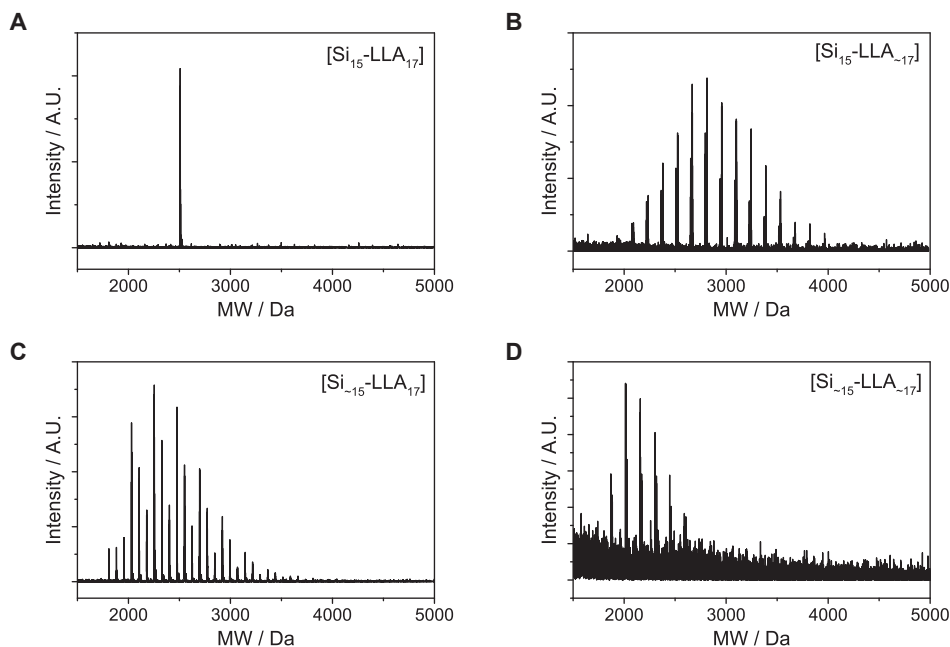 A
[Si₁₅-LLA₁₇]
Intensity / A.U.
2000 3000 4000 5000
MW / Da
B
[Si₁₅-LLA~₁₇]
Intensity / A.U.
2000 3000 4000 5000
MW / Da
C
[Si~₁₅-LLA₁₇]
Intensity / A.U.
2000 3000 4000 5000
MW / Da
D
[Si~₁₅-LLA~₁₇]
Intensity / A.U.
2000 3000 4000 5000
MW / Da